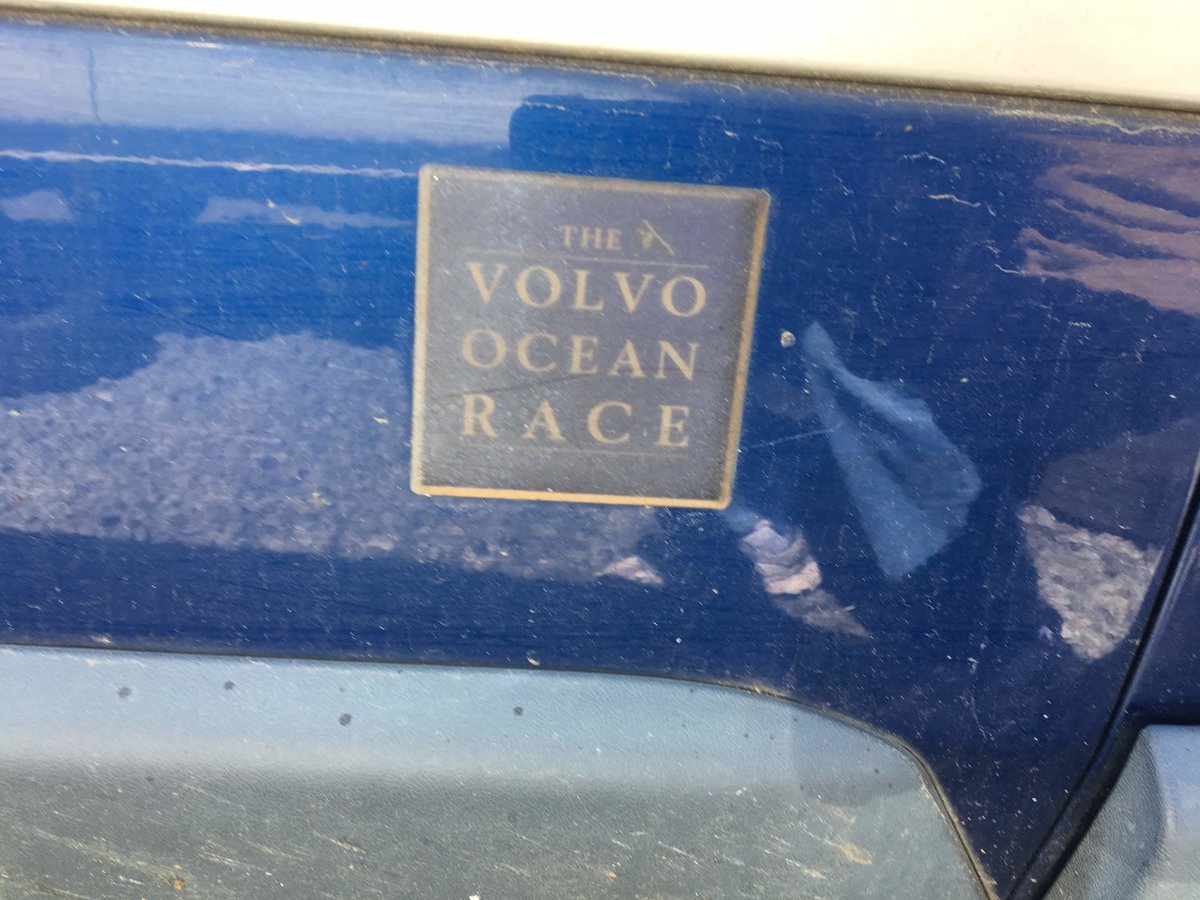 THE
VOLVO
OCEAN
RACE